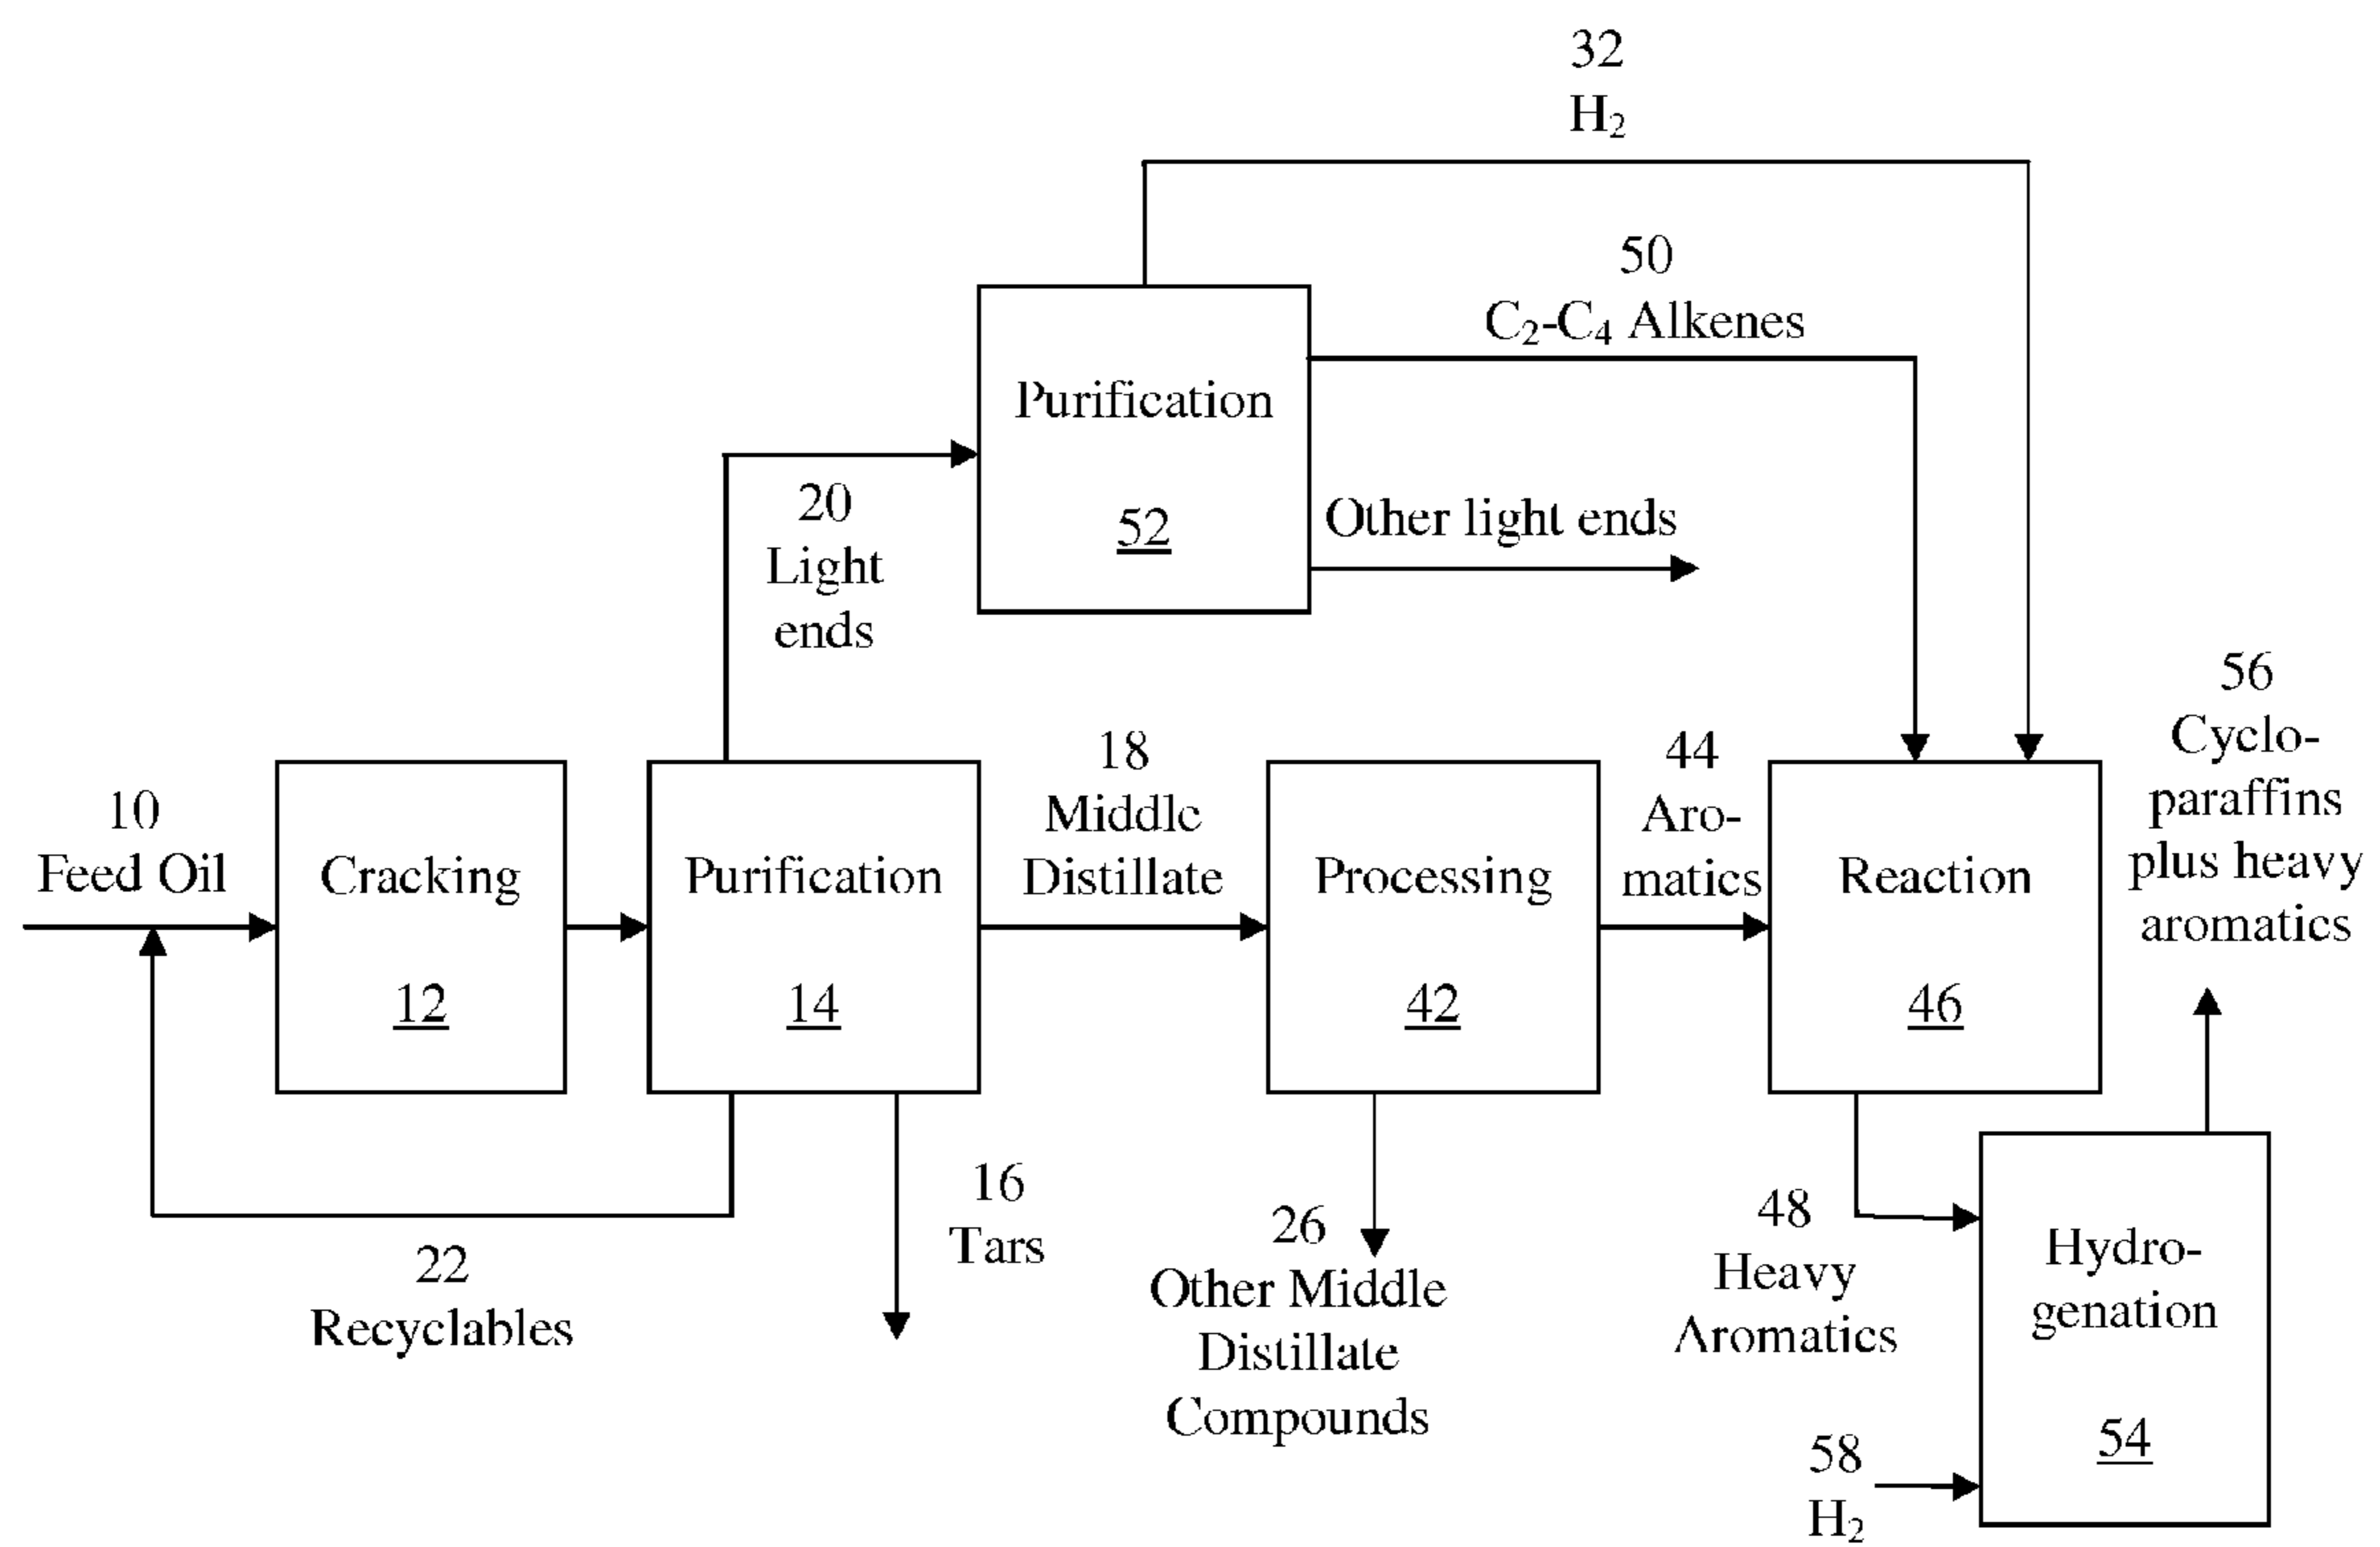 32
H₂
50
C₂-C₄ Alkenes
Purification
52
20
Light
ends
Other light ends
10
Feed Oil
Cracking
12
Purification
14
18
Middle
Distillate
Processing
42
44
Aro-
matics
Reaction
46
56
Cyclo-
paraffins
plus heavy
aromatics
22
Recyclables
16
Tars
26
Other Middle
Distillate
Compounds
48
Heavy
Aromatics
Hydro-
genation
54
58
H₂